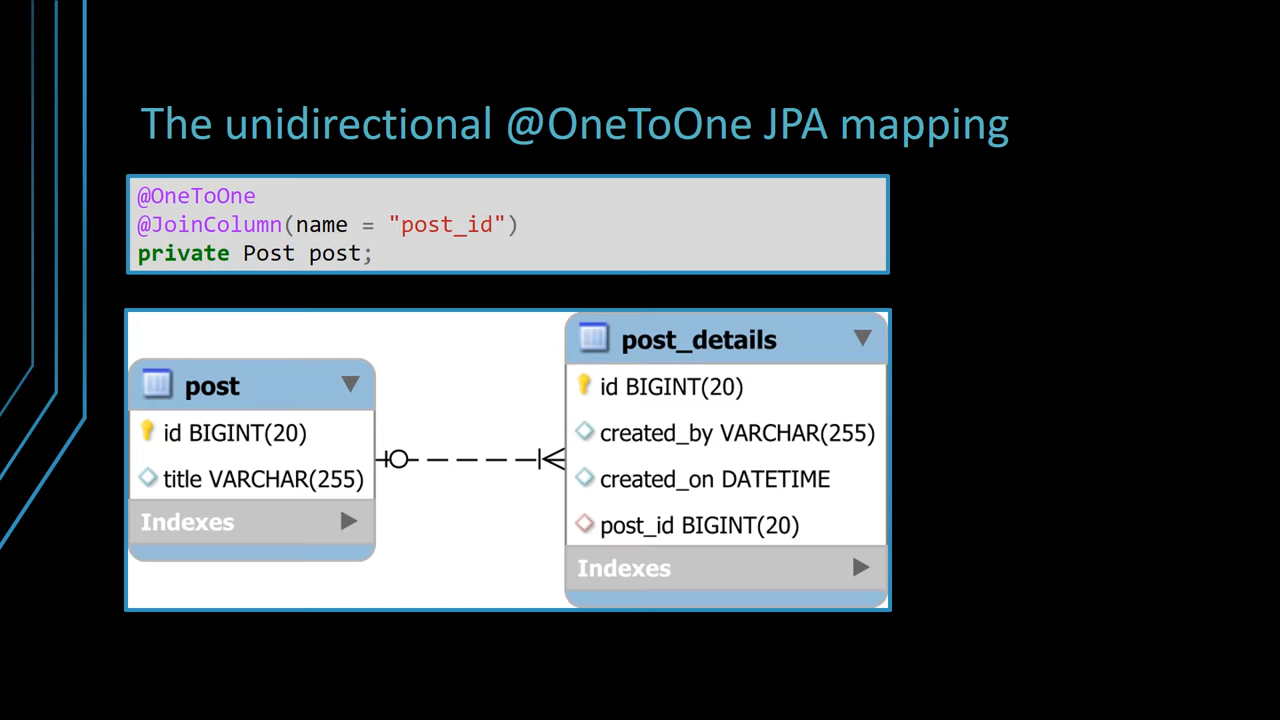 The unidirectional @OneToOne JPA mapping
@OneToOne
@JoinColumn(name = "post_id")
private Post post;
post
id BIGINT(20)
title VARCHAR(255)
Indexes
post_details
id BIGINT(20)
created_by VARCHAR(255)
created_on DATETIME
post_id BIGINT(20)
Indexes